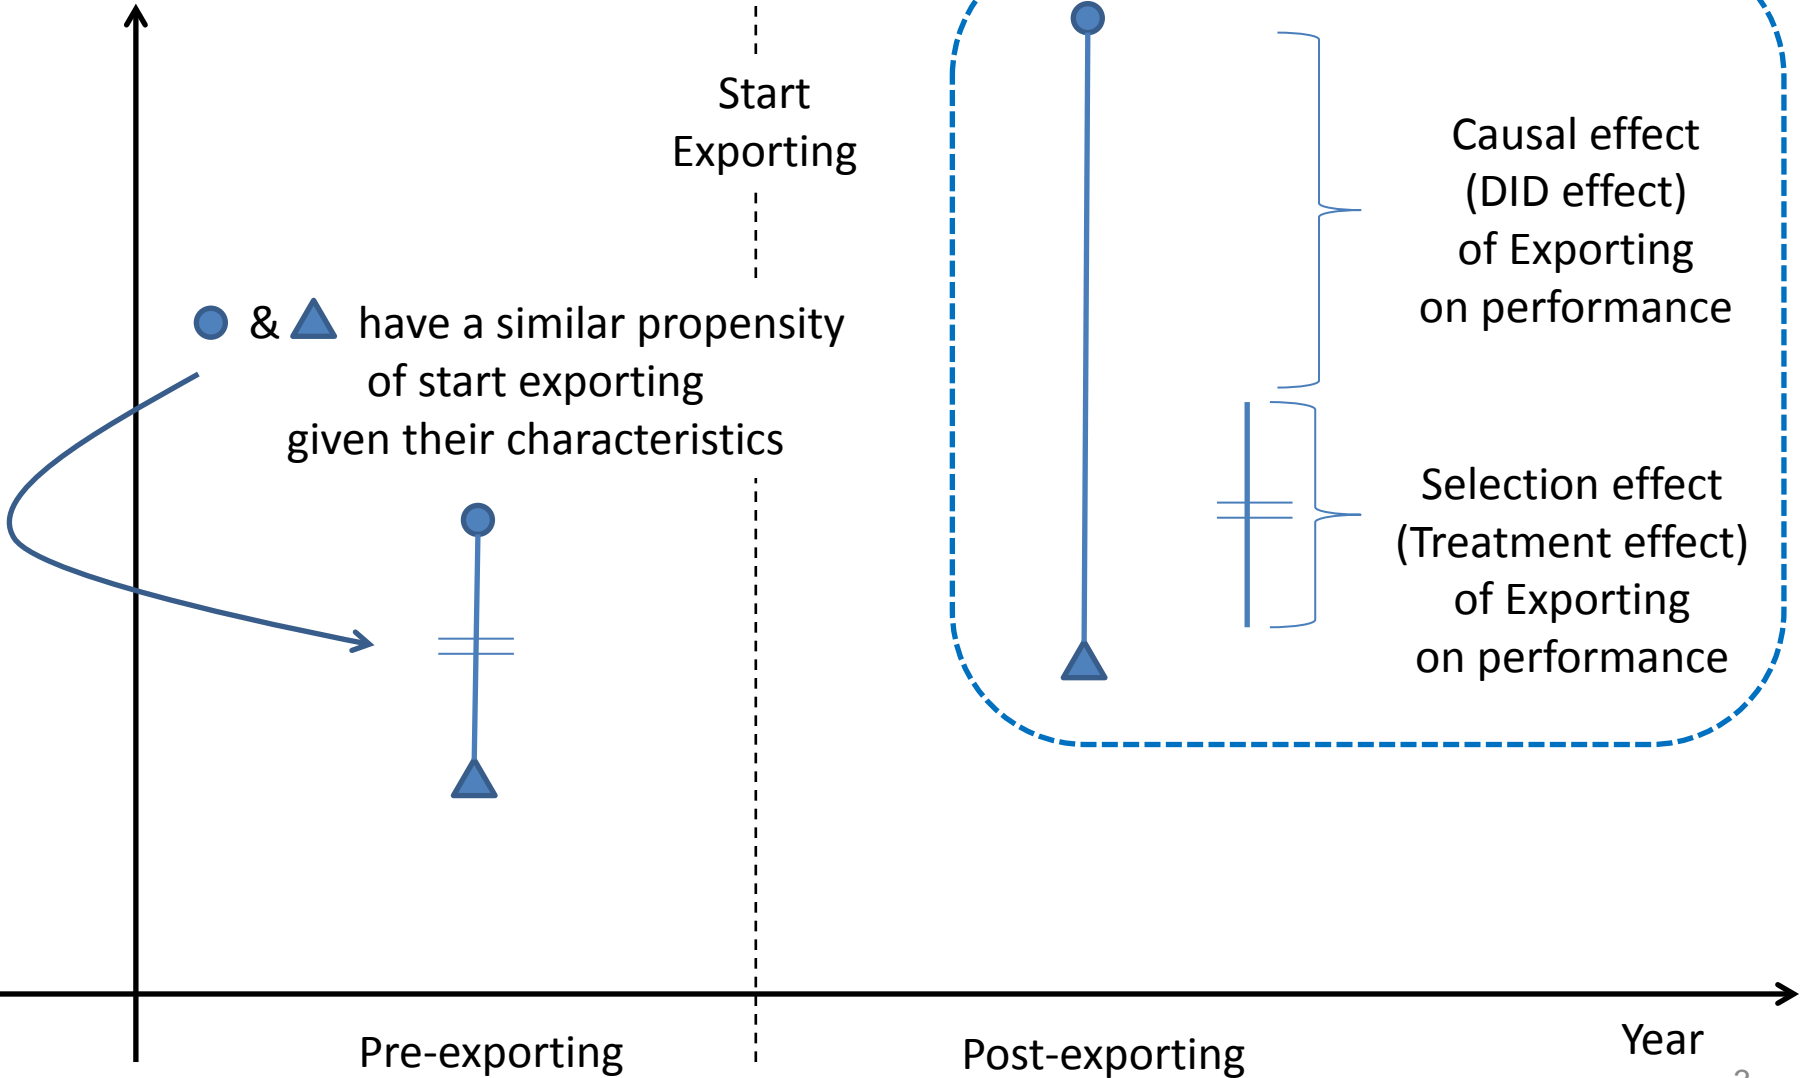 Start
Exporting
& have a similar propensity
of start exporting
given their characteristics
Causal effect
(DID effect)
of Exporting
on performance
Selection effect
(Treatment effect)
of Exporting
on performance
Pre-exporting
Post-exporting
Year